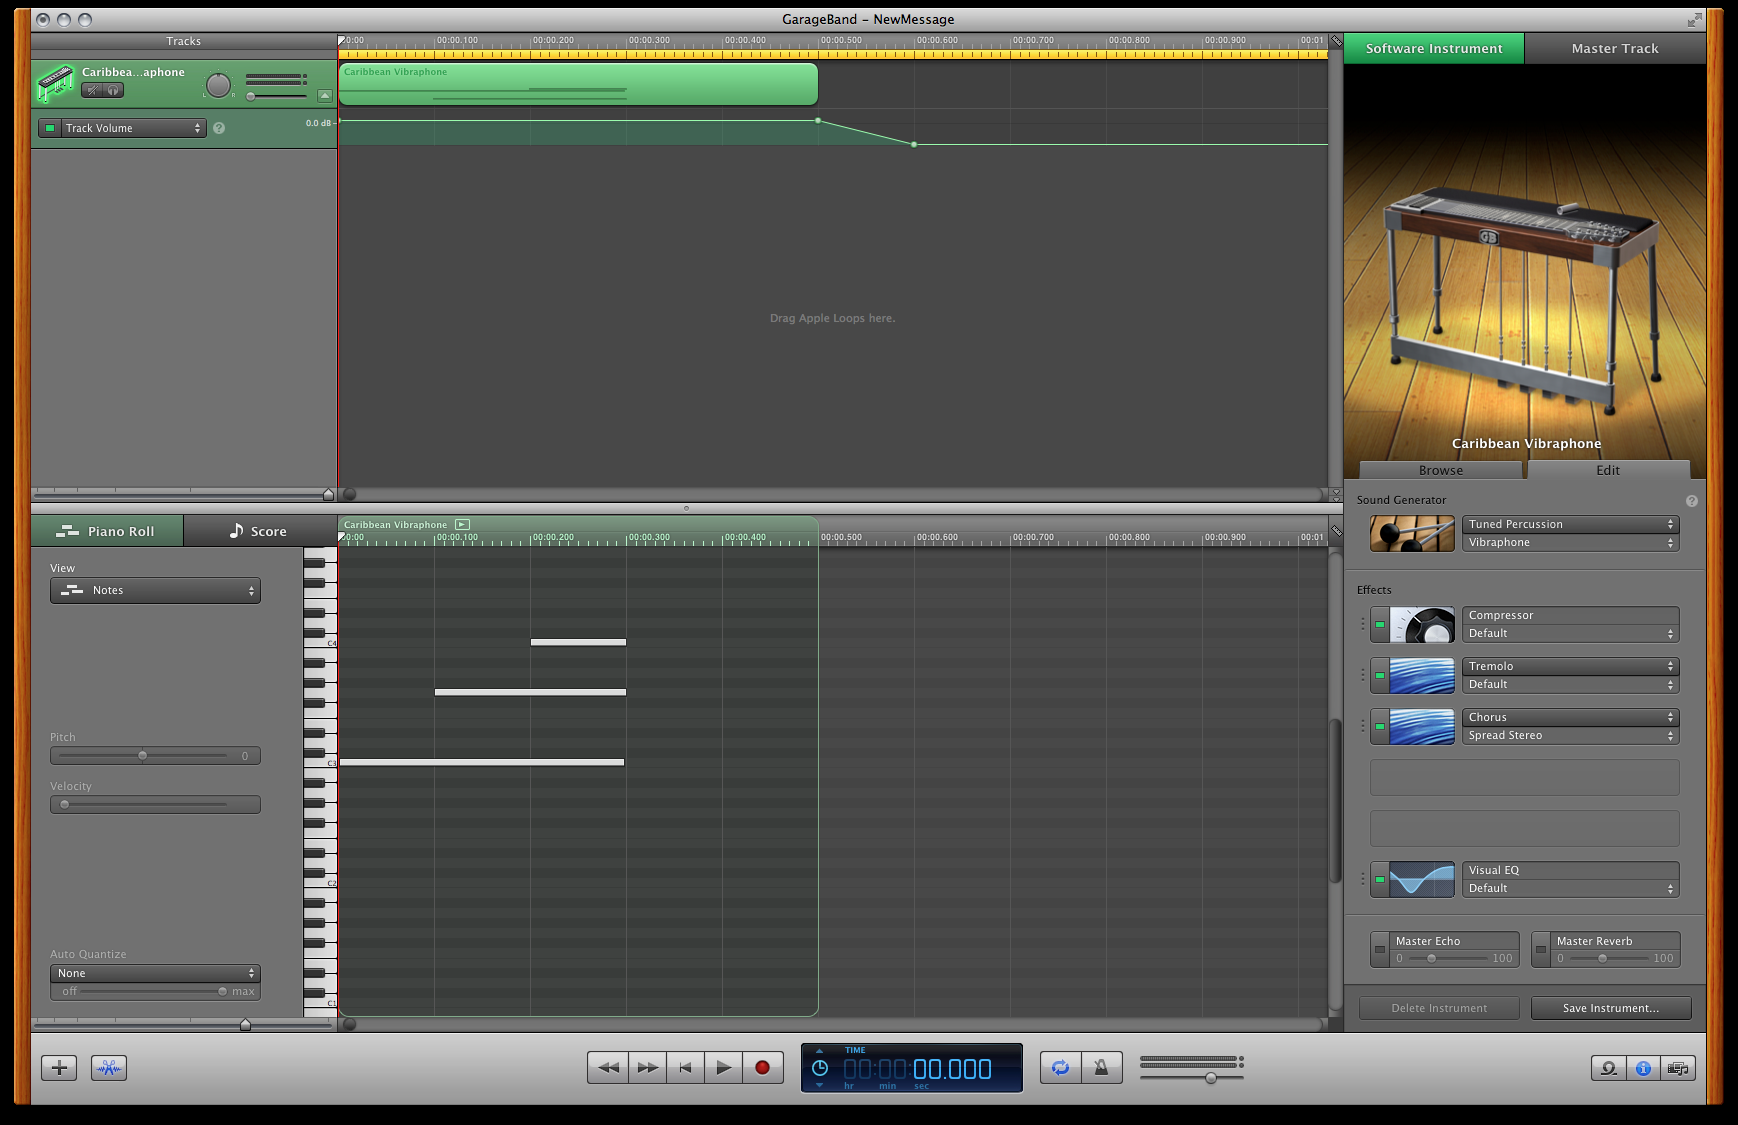 GarageBand – NewMessage
Tracks
0:00 00:00.100 00:00.200 00:00.300 00:00.400 00:00.500 00:00.600 00:00.700 00:00.800 00:00.900 00:01
Software Instrument Master Track
Caribbea...aphone
L R
Caribbean Vibraphone
Track Volume ?
0.0 dB
Drag Apple Loops here.
GB
Caribbean Vibraphone
Browse Edit
Sound Generator ?
Tuned Percussion
Vibraphone
Piano Roll Score
Caribbean Vibraphone
0:00 00:00.100 00:00.200 00:00.300 00:00.400 00:00.500 00:00.600 00:00.700 00:00.800 00:00.900 00:01
View
Notes
C4
Pitch
0
C3
Velocity
C2
Auto Quantize
None
off max
C1
Effects
Compressor
Default
Tremolo
Default
Chorus
Spread Stereo
Visual EQ
Default
Master Echo
0 100
Master Reverb
0 100
Delete Instrument Save Instrument...
TIME
00:00:00.000
hr min sec